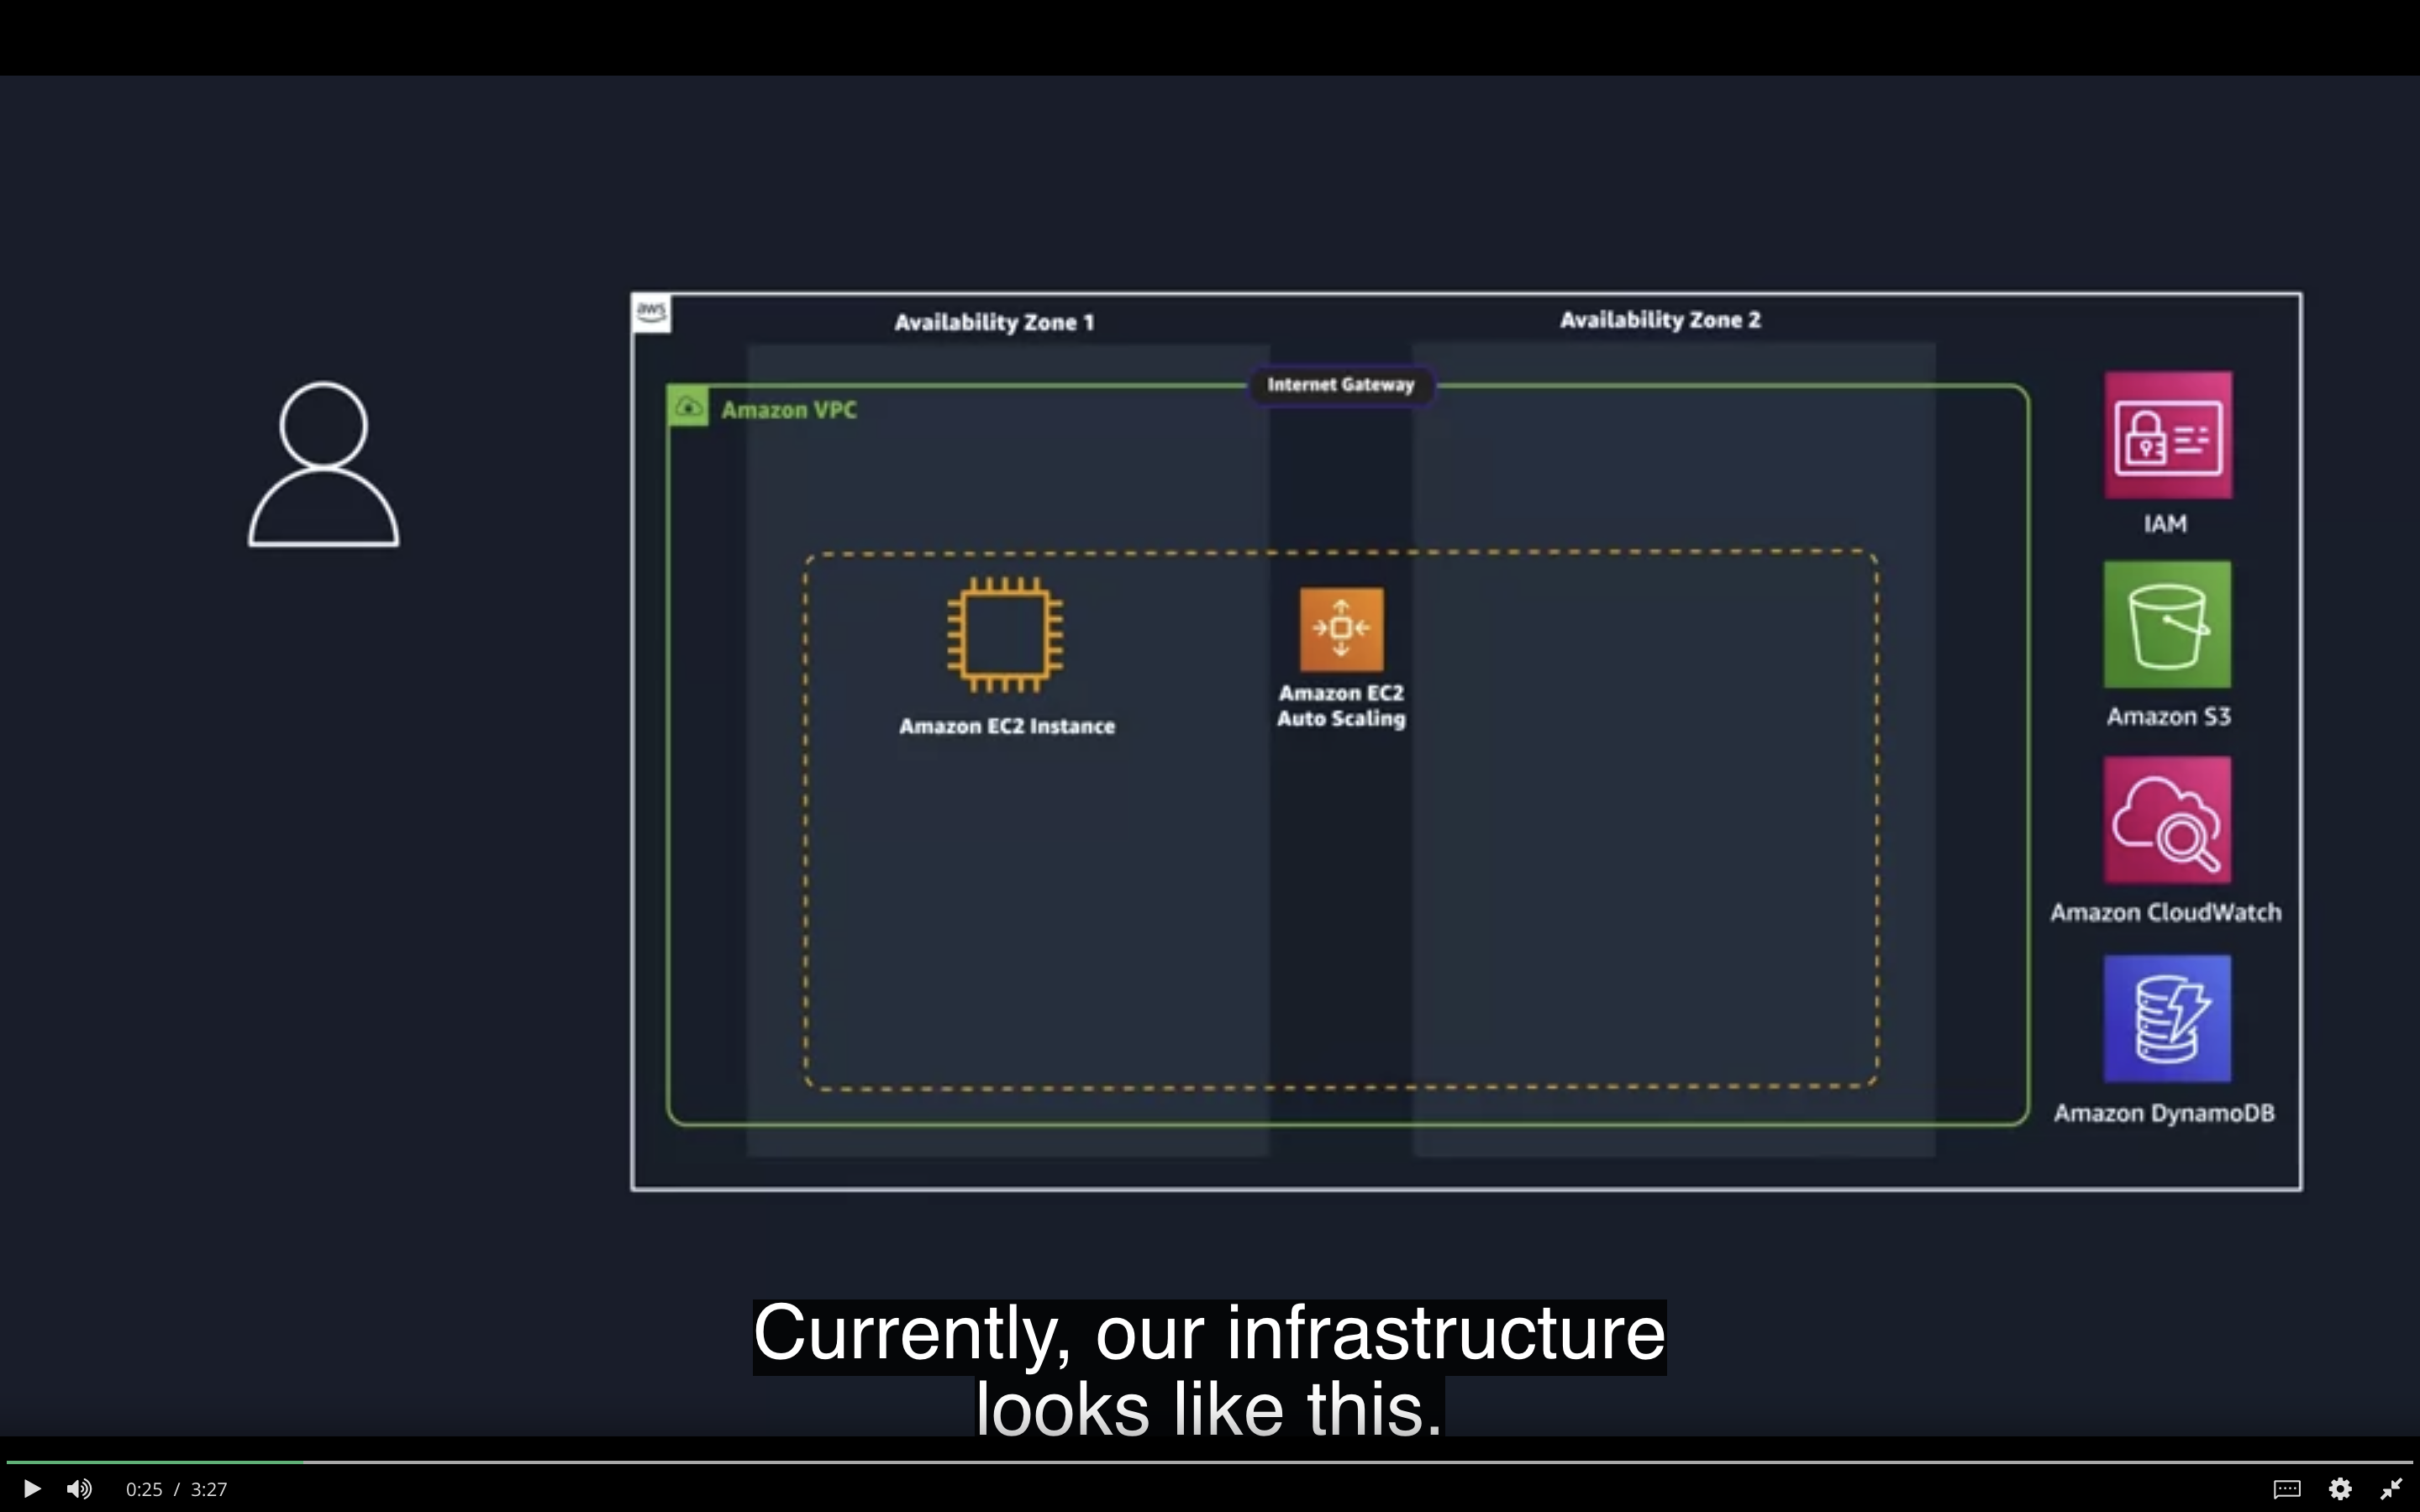 aws
Availability Zone 1
Availability Zone 2
Internet Gateway
Amazon VPC
IAM
Amazon EC2 Instance
Amazon EC2
Auto Scaling
Amazon S3
Amazon CloudWatch
Amazon DynamoDB
Currently, our infrastructure
looks like this.
0:25 / 3:27